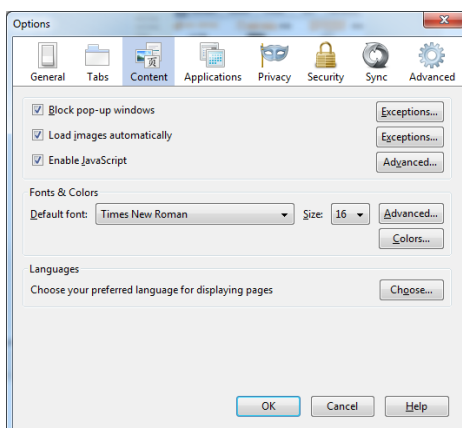 Options
General Tabs Content Applications Privacy Security Sync Advanced
Block pop-up windows Exceptions...
Load images automatically Exceptions...
Enable JavaScript Advanced...
Fonts & Colors
Default font: Times New Roman Size: 16 Advanced...
Colors...
Languages
Choose your preferred language for displaying pages Choose...
OK Cancel Help